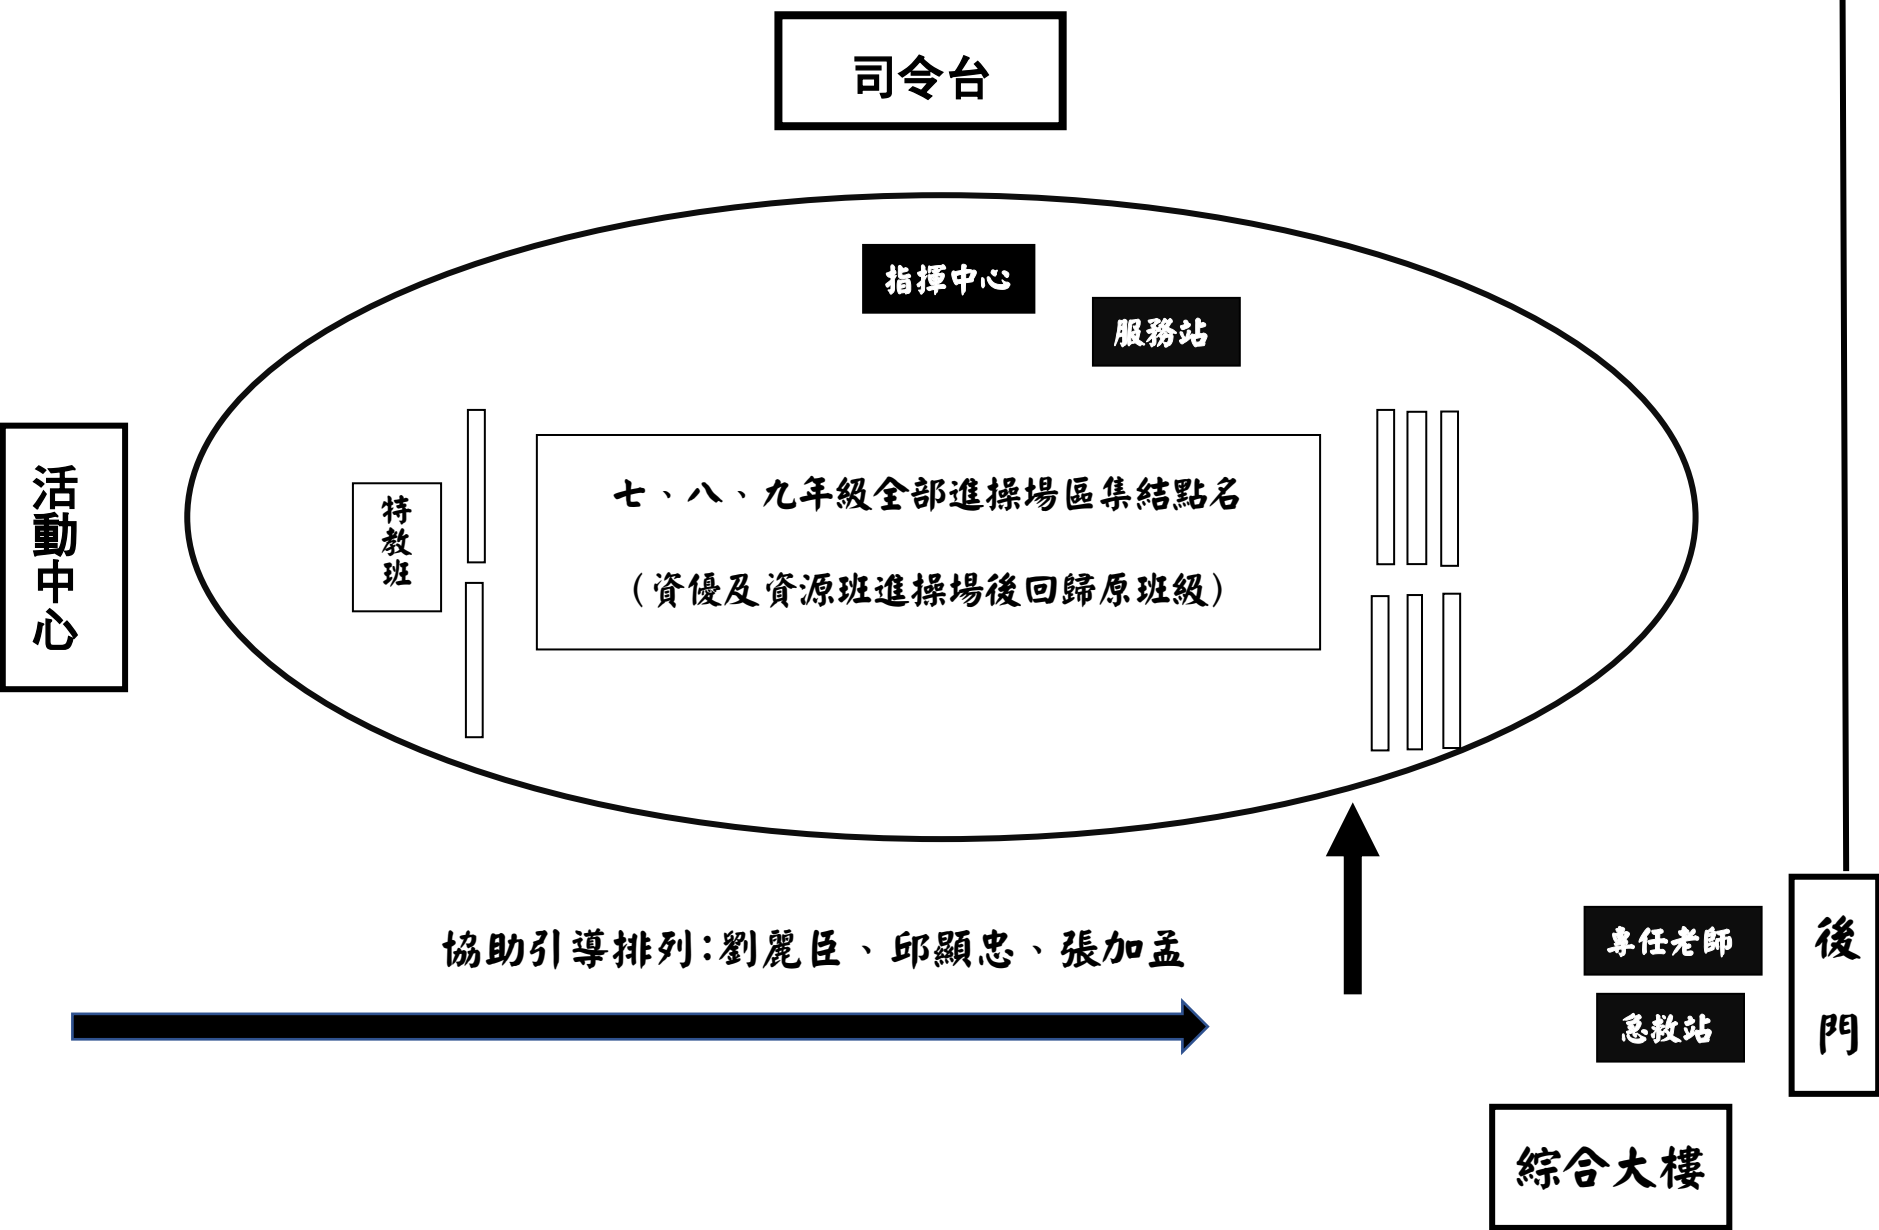 司令台
指揮中心
服務站
活動中心
特教班
七、八、九年級全部進操場區集結點名
（資優及資源班進操場後回歸原班級）
協助引導排列：劉麗臣、邱顯忠、張加孟
專任老師
急救站
後門
綜合大樓